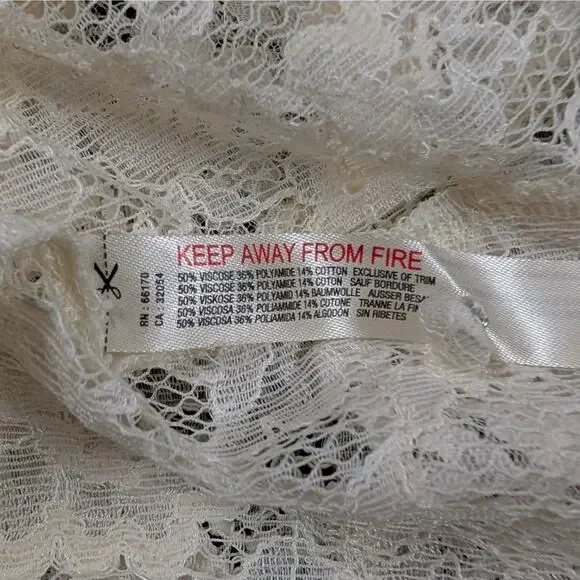 KEEP AWAY FROM FIRE
50% VISCOSE 36% POLYAMIDE 14% COTTON EXCLUSIVE OF TRIM
50% VISCOSE 36% POLYAMIDE 14% COTON SAUF BORDURE
50% VISKOSE 36% POLYAMID 14% BAUMWOLLE AUSSER BESA
50% VISCOSA 36% POLIAMMIDE 14% COTONE TRANNE LA FIN
50% VISCOSA 36% POLIAMIDA 14% ALGODÓN SIN RIBETES
RN : 66170
CA : 32054